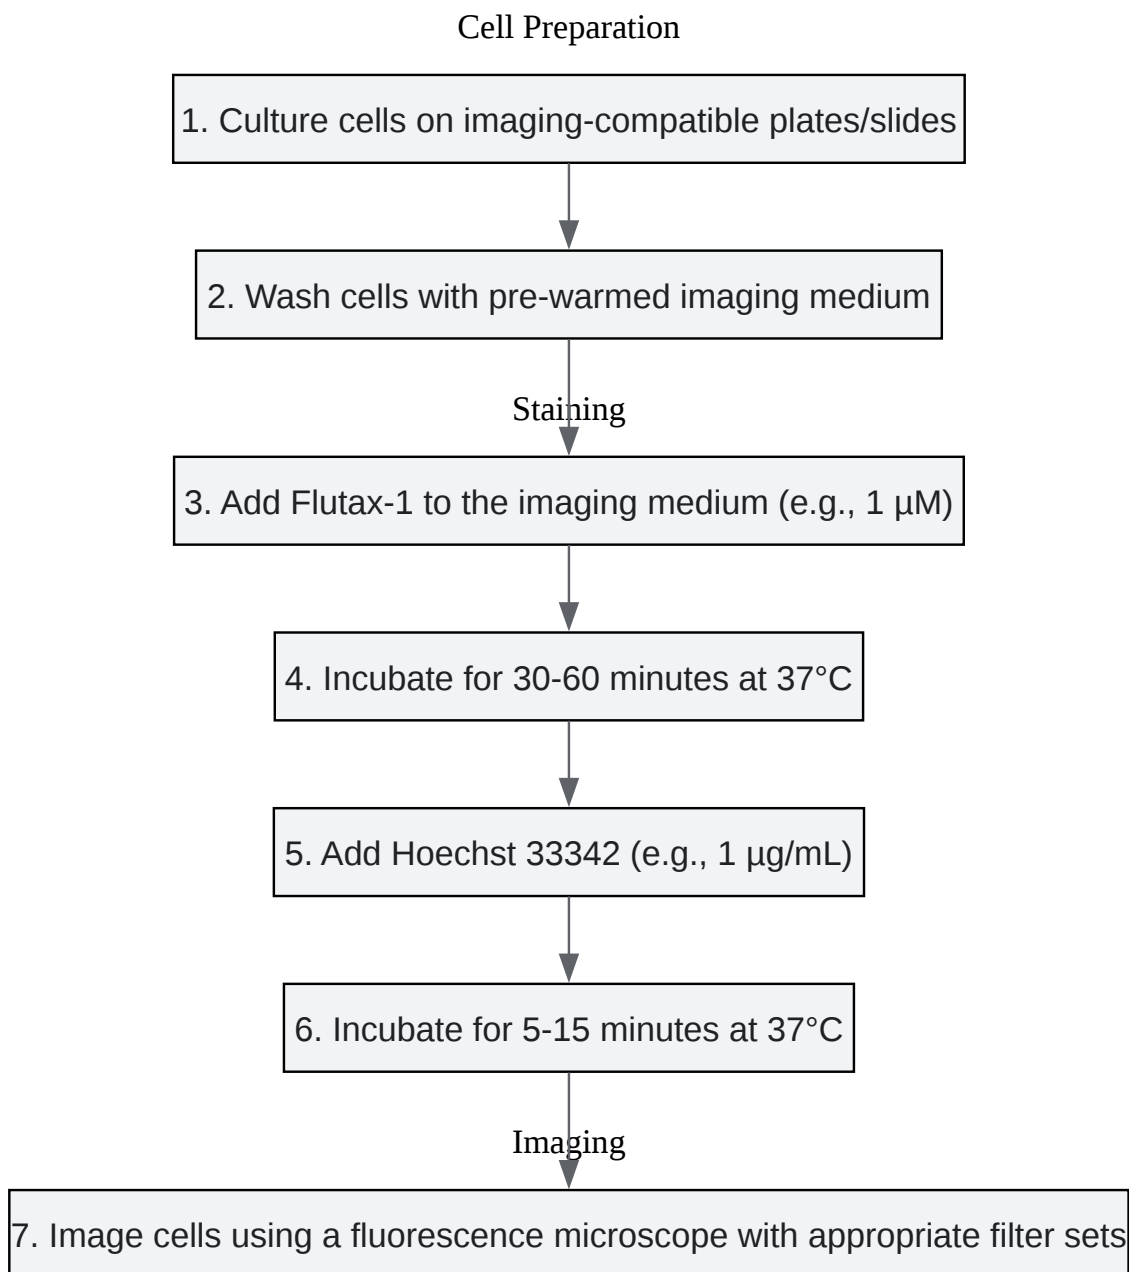 Cell Preparation
1. Culture cells on imaging-compatible plates/slides
2. Wash cells with pre-warmed imaging medium
Staining
3. Add Flutax-1 to the imaging medium (e.g., 1 µM)
4. Incubate for 30-60 minutes at 37°C
5. Add Hoechst 33342 (e.g., 1 µg/mL)
6. Incubate for 5-15 minutes at 37°C
Imaging
7. Image cells using a fluorescence microscope with appropriate filter sets